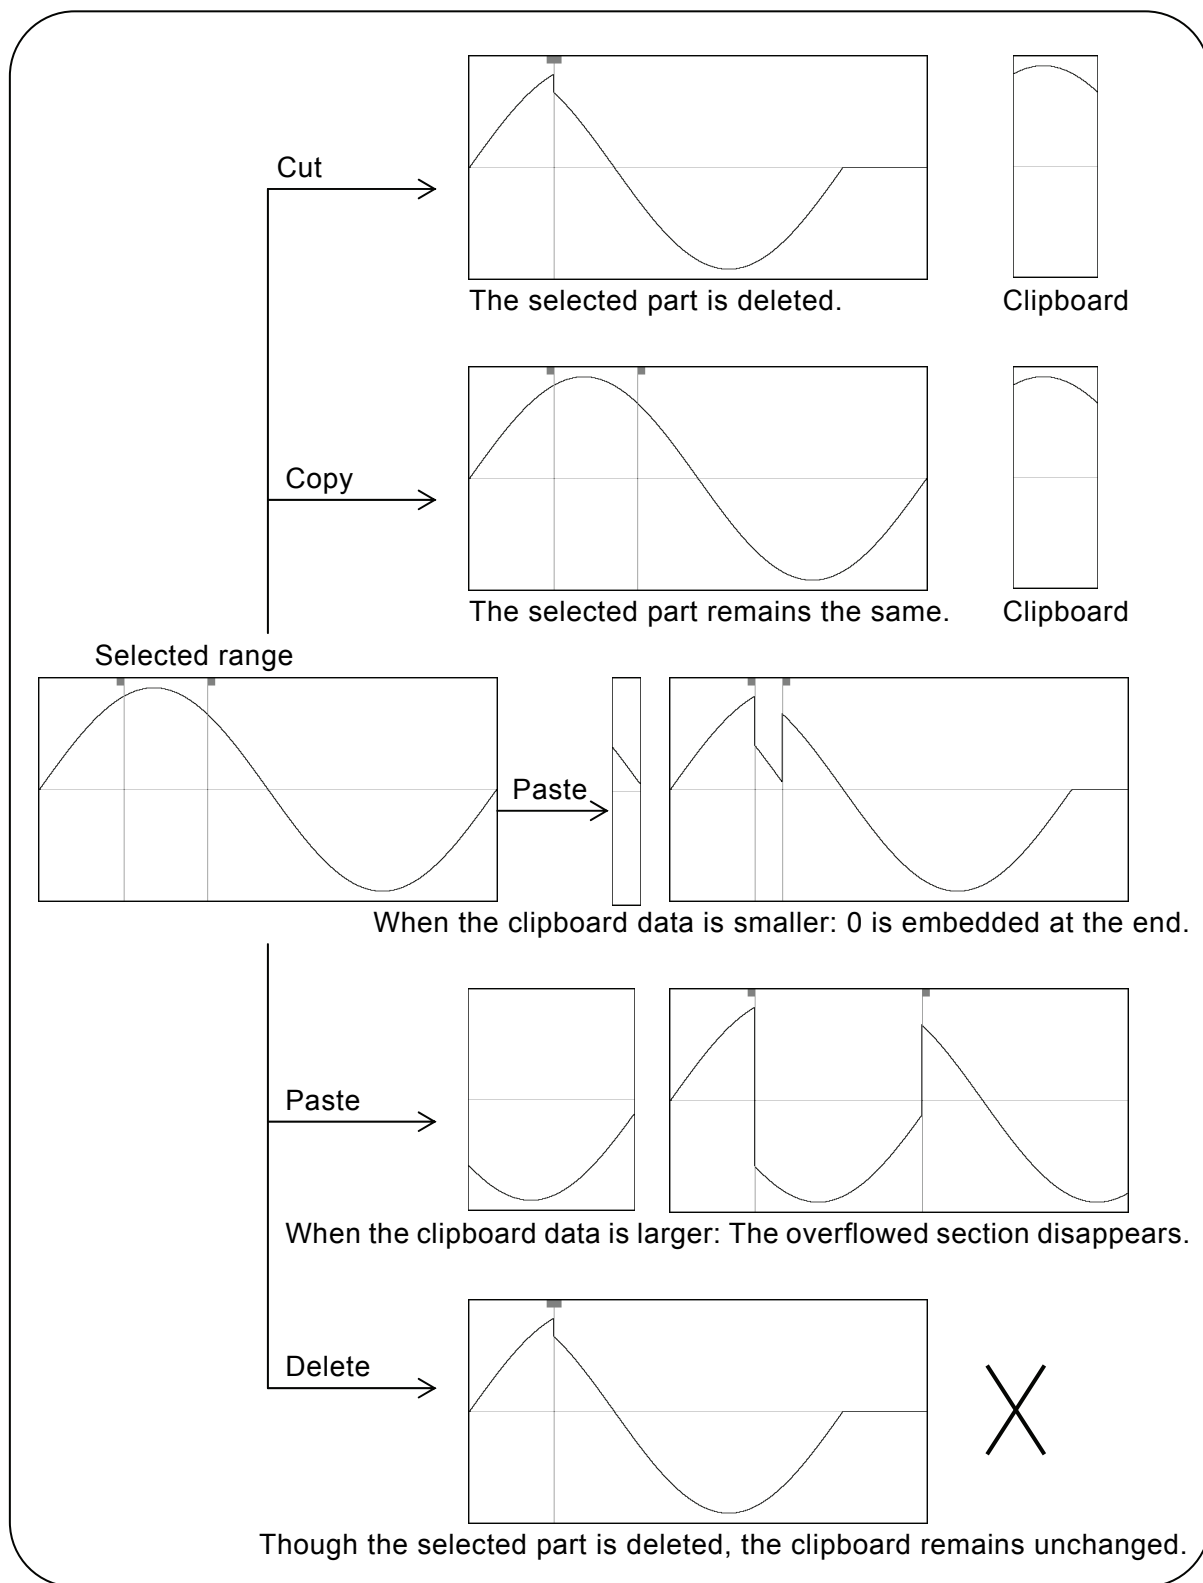 Cut
The selected part is deleted.
Clipboard
Copy
The selected part remains the same.
Clipboard
Selected range
Paste
When the clipboard data is smaller: 0 is embedded at the end.
Paste
When the clipboard data is larger: The overflowed section disappears.
Delete
Though the selected part is deleted, the clipboard remains unchanged.